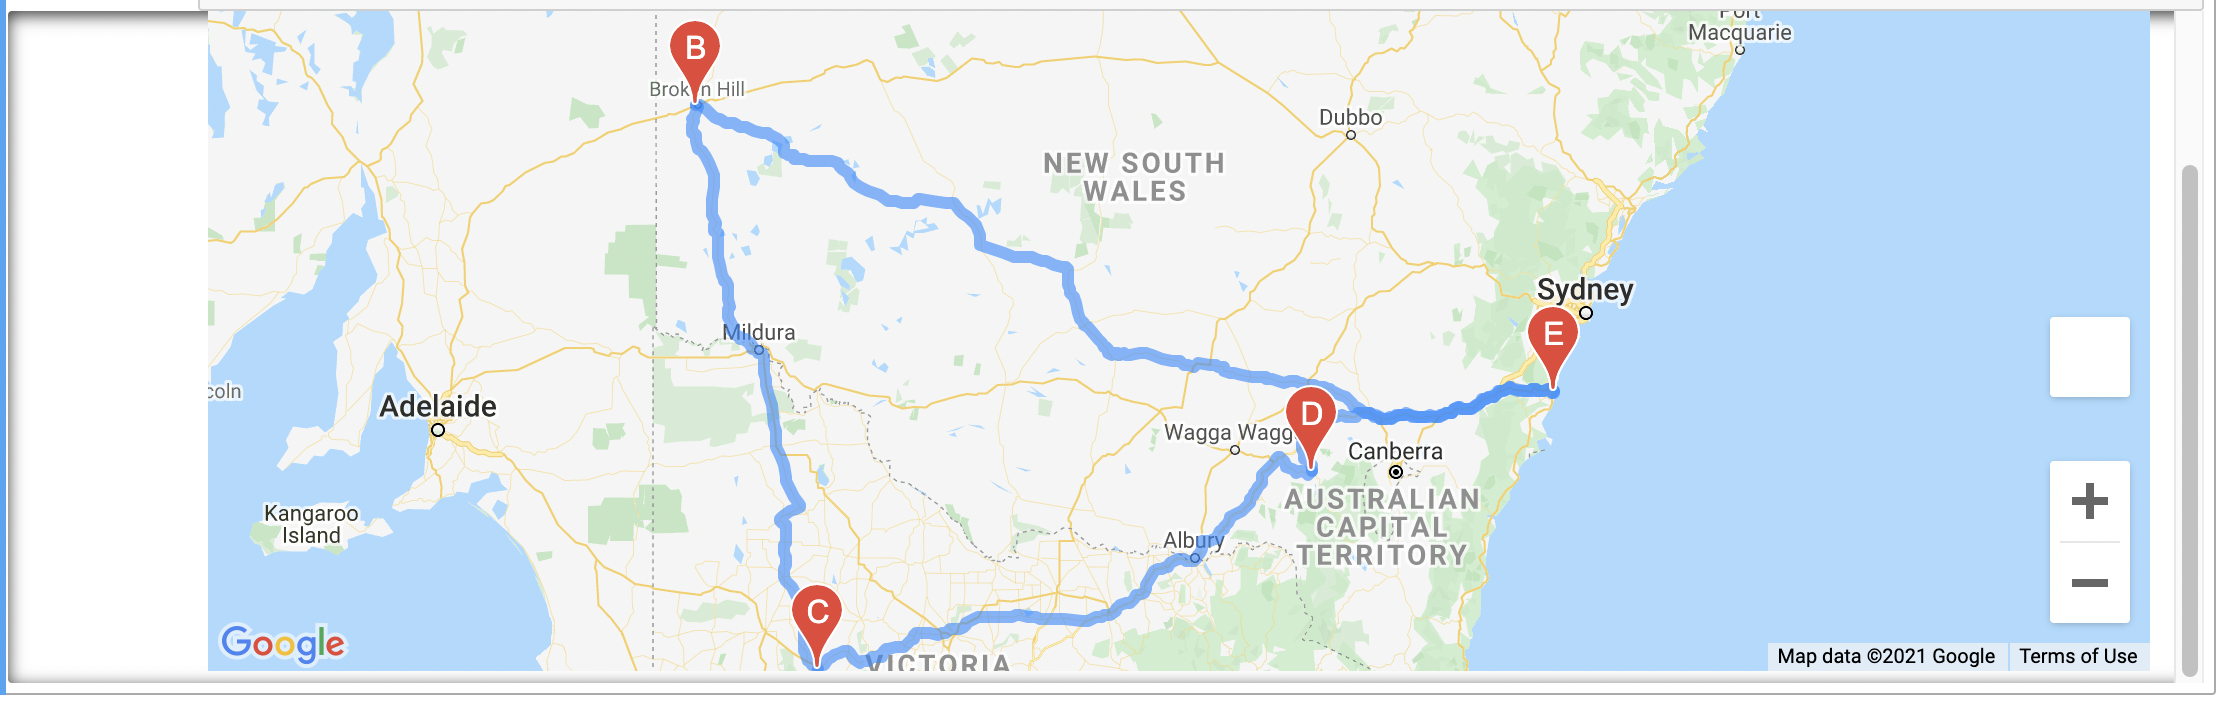 Port
Macquarie
B
Broken Hill
Dubbo
NEW SOUTH
WALES
Sydney
E
Mildura
coln
Adelaide
D
Wagga Wagg
Canberra
AUSTRALIAN
CAPITAL
TERRITORY
Kangaroo
Island
Albury
C
VICTORIA
Google
Map data ©2021 Google
Terms of Use